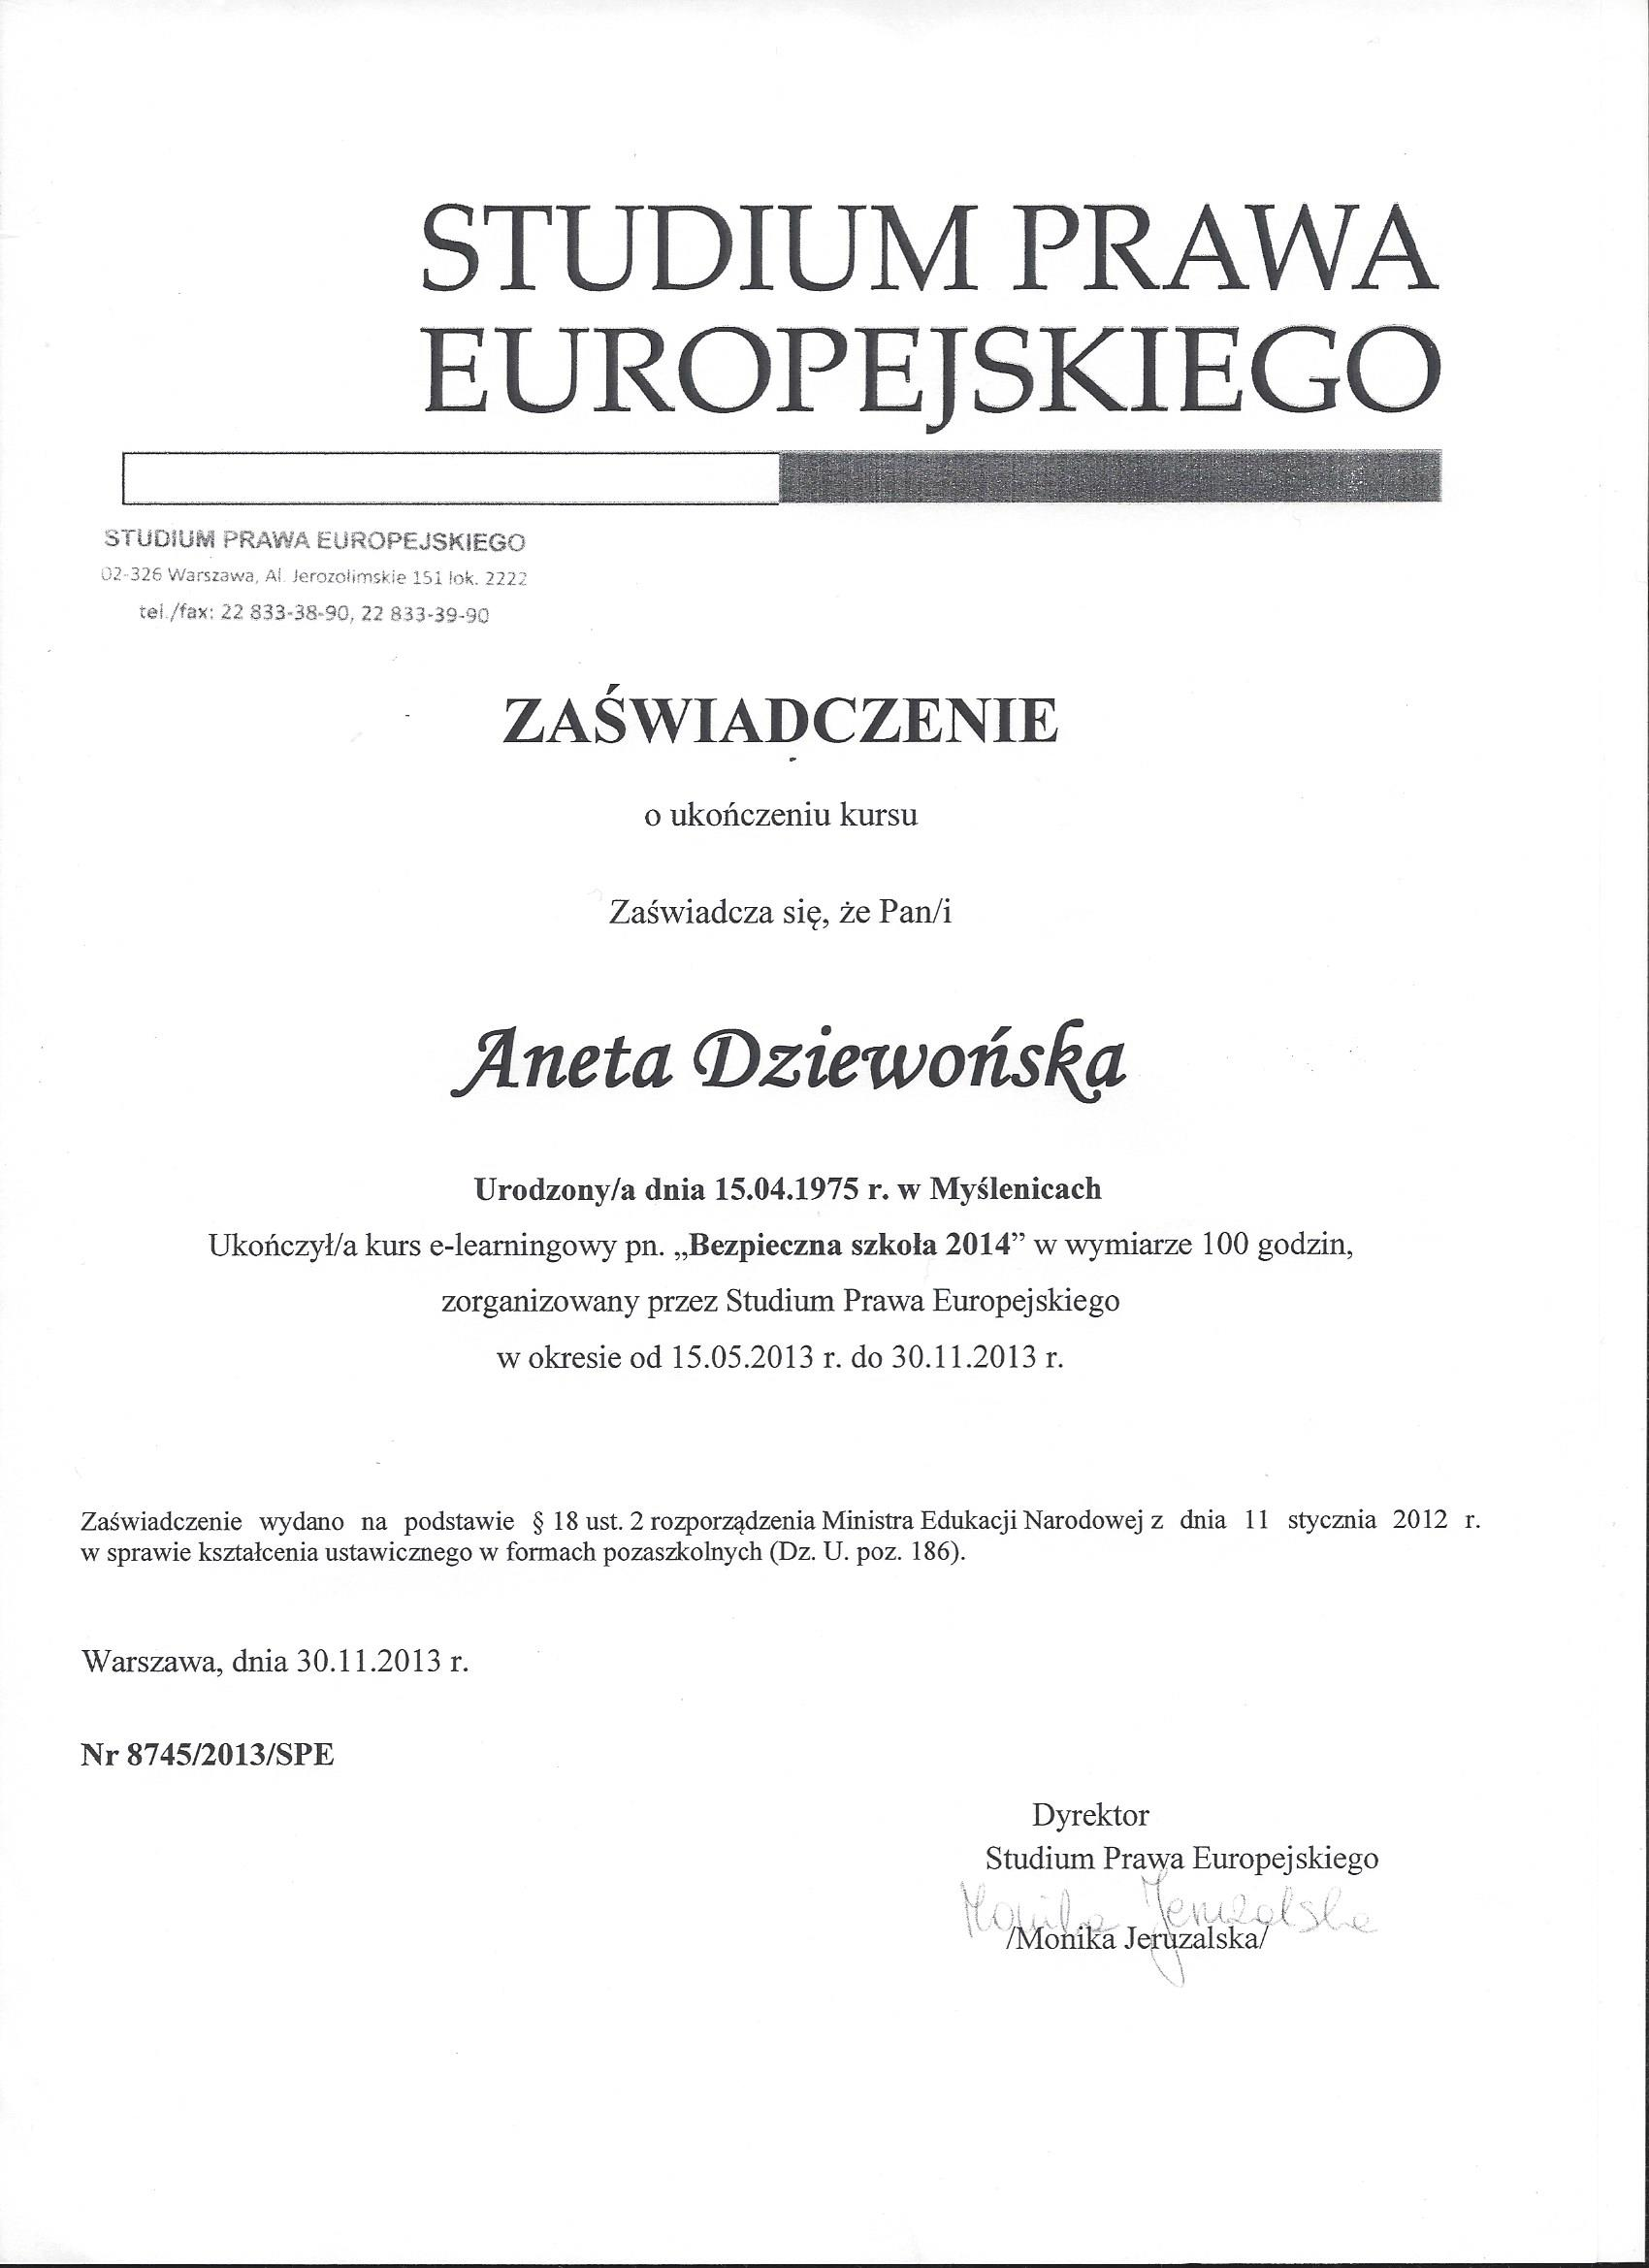 STUDIUM PRAWA
EUROPEJSKIEGO
STUDIUM PRAWA EUROPEJSKIEGO
02-326 Warszawa, Al. Jerozolimskie 151 lok. 2222
tel./fax: 22 833-38-90, 22 833-39-90
ZAŚWIADCZENIE
o ukończeniu kursu
Zaświadcza się, że Pan/i
Aneta Dziewońska
Urodzony/a dnia 15.04.1975 r. w Myślenicach
Ukończył/a kurs e-learningowy pn. „Bezpieczna szkoła 2014” w wymiarze 100 godzin,
zorganizowany przez Studium Prawa Europejskiego
w okresie od 15.05.2013 r. do 30.11.2013 r.
Zaświadczenie wydano na podstawie § 18 ust. 2 rozporządzenia Ministra Edukacji Narodowej z dnia 11 stycznia 2012 r.
w sprawie kształcenia ustawicznego w formach pozaszkolnych (Dz. U. poz. 186).
Warszawa, dnia 30.11.2013 r.
Nr 8745/2013/SPE
Dyrektor
Studium Prawa Europejskiego
Monika Jeruzalska
/Monika Jeruzalska/